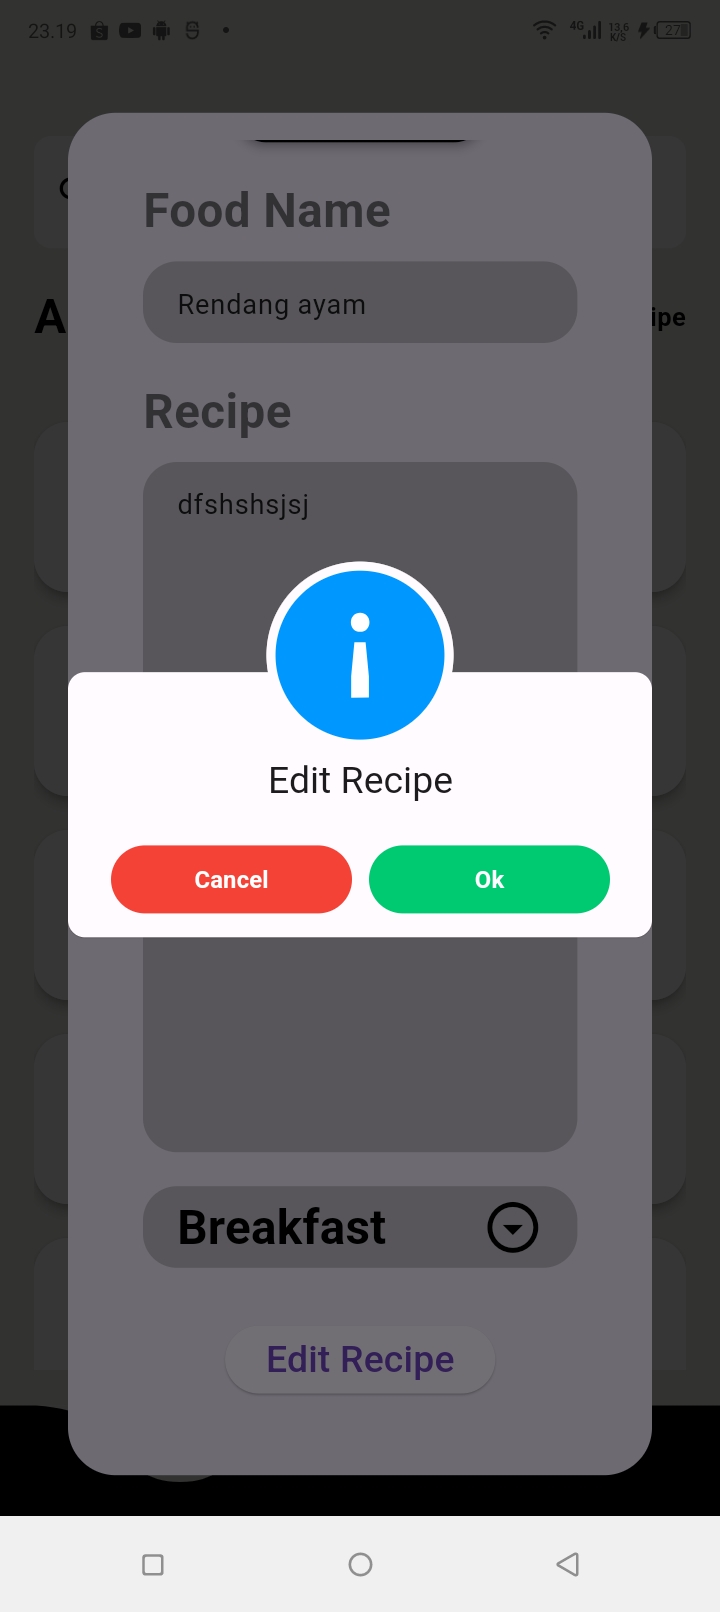 23.19
4G
13,6
K/S
27
A
ipe
Food Name
Rendang ayam
Recipe
dfshshsjsj
Edit Recipe
Cancel
Ok
Breakfast
Edit Recipe